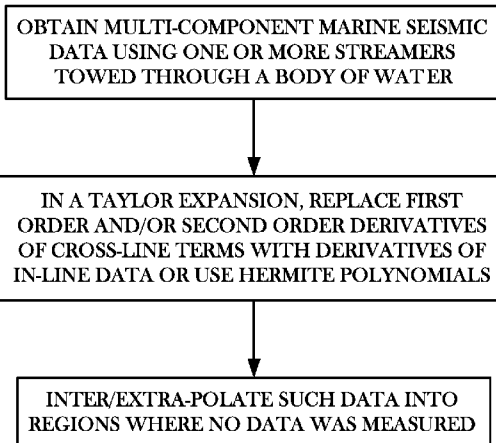 OBTAIN MULTI-COMPONENT MARINE SEISMIC
DATA USING ONE OR MORE STREAMERS
TOWED THROUGH A BODY OF WATER
IN A TAYLOR EXPANSION, REPLACE FIRST
ORDER AND/OR SECOND ORDER DERIVATIVES
OF CROSS-LINE TERMS WITH DERIVATIVES OF
IN-LINE DATA OR USE HERMITE POLYNOMIALS
INTER/EXTRA-POLATE SUCH DATA INTO
REGIONS WHERE NO DATA WAS MEASURED